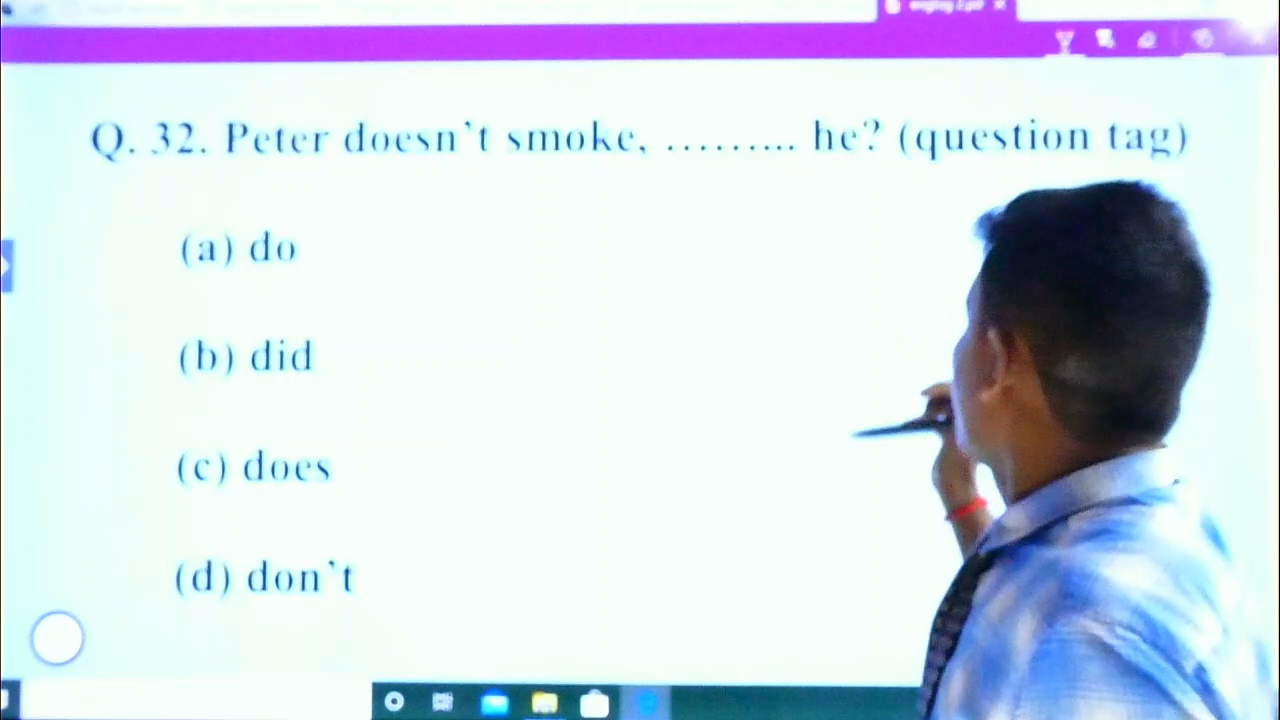 Q. 32. Peter doesn't smoke, ......... he? (question tag)
(a) do
(b) did
(c) does
(d) don't